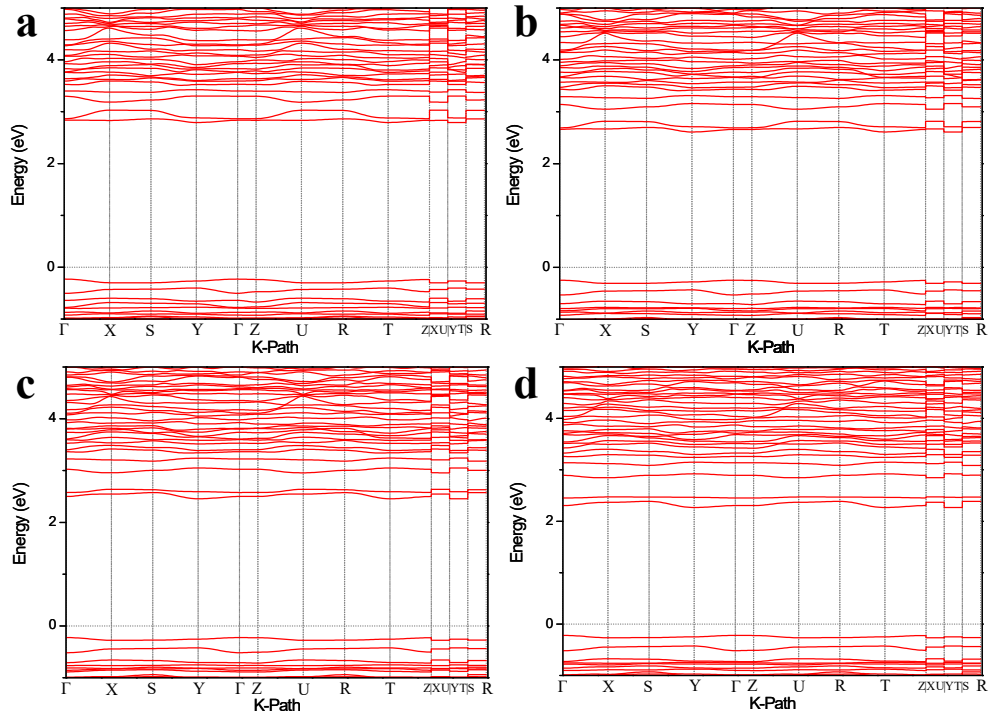 a
Energy (eV)
4
2
0
Γ X S Y Γ Z U R T Z|X U|Y T|S R
K-Path
b
Energy (eV)
4
2
0
Γ X S Y Γ Z U R T Z|X U|Y T|S R
K-Path
c
Energy (eV)
4
2
0
Γ X S Y Γ Z U R T Z|X U|Y T|S R
K-Path
d
Energy (eV)
4
2
0
Γ X S Y Γ Z U R T Z|X U|Y T|S R
K-Path